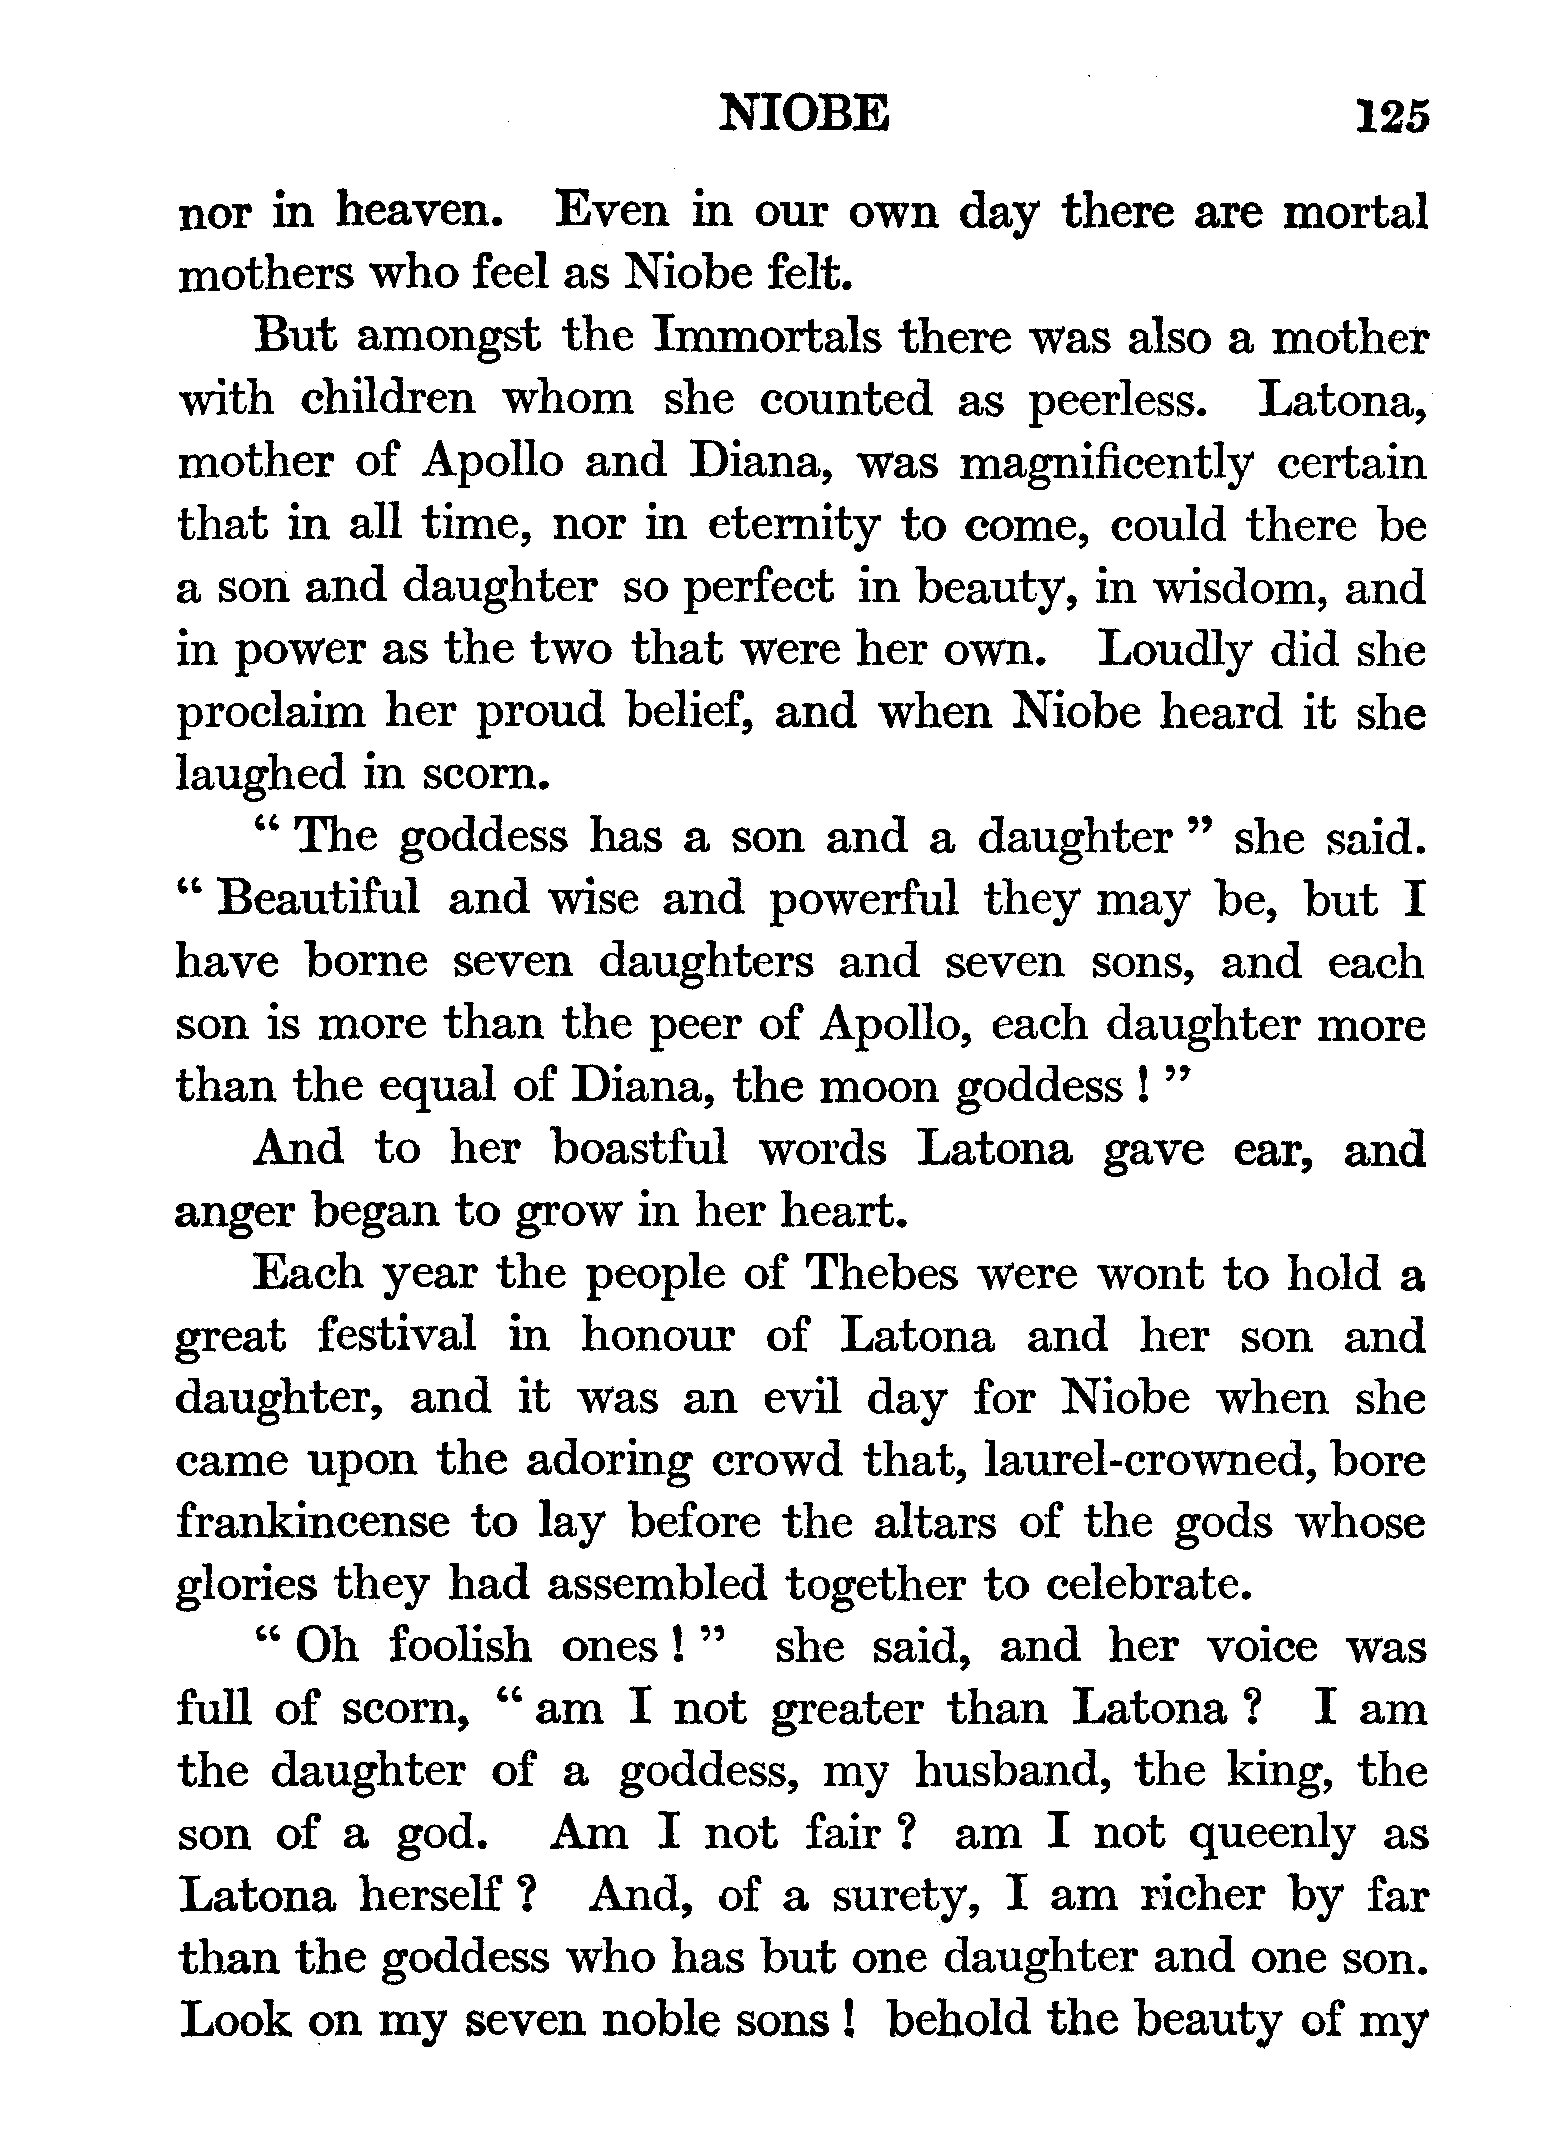 NIOBE 125
nor in heaven. Even in our own day there are mortal
mothers who feel as Niobe felt.
But amongst the Immortals there was also a mother
with children whom she counted as peerless. Latona,
mother of Apollo and Diana, was magnificently certain
that in all time, nor in eternity to come, could there be
a son and daughter so perfect in beauty, in wisdom, and
in power as the two that were her own. Loudly did she
proclaim her proud belief, and when Niobe heard it she
laughed in scorn.
“ The goddess has a son and a daughter ” she said.
“ Beautiful and wise and powerful they may be, but I
have borne seven daughters and seven sons, and each
son is more than the peer of Apollo, each daughter more
than the equal of Diana, the moon goddess ! ”
And to her boastful words Latona gave ear, and
anger began to grow in her heart.
Each year the people of Thebes were wont to hold a
great festival in honour of Latona and her son and
daughter, and it was an evil day for Niobe when she
came upon the adoring crowd that, laurel-crowned, bore
frankincense to lay before the altars of the gods whose
glories they had assembled together to celebrate.
“ Oh foolish ones ! ” she said, and her voice was
full of scorn, “ am I not greater than Latona ? I am
the daughter of a goddess, my husband, the king, the
son of a god. Am I not fair ? am I not queenly as
Latona herself ? And, of a surety, I am richer by far
than the goddess who has but one daughter and one son.
Look on my seven noble sons ! behold the beauty of my